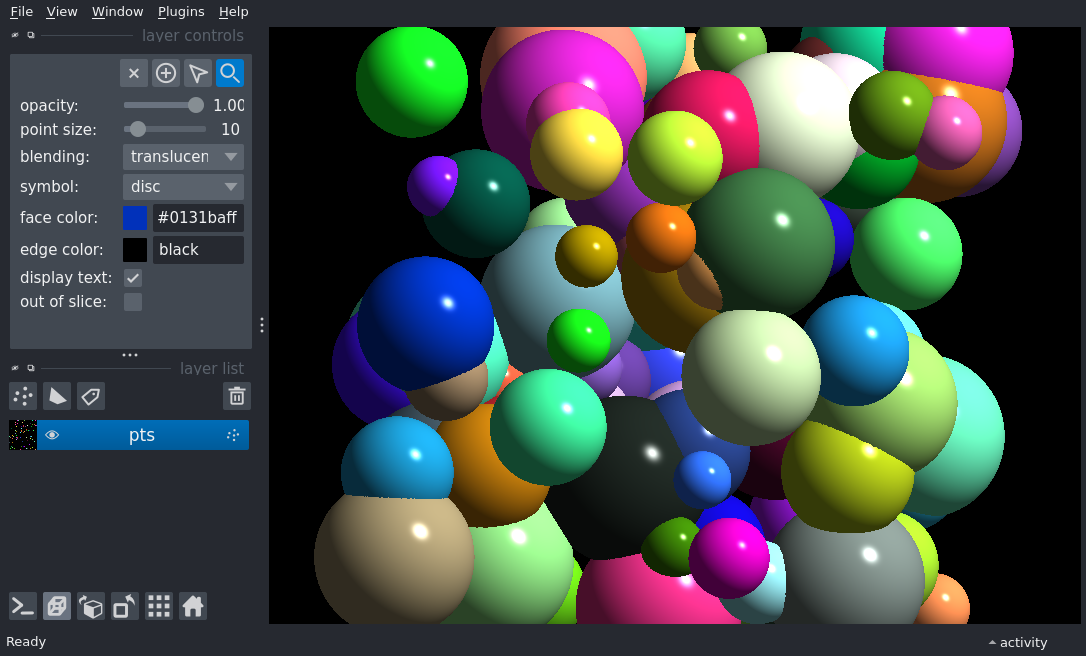 File View Window Plugins Help
layer controls
opacity: 1.00
point size: 10
blending: translucen
symbol: disc
face color: #0131baff
edge color: black
display text:
out of slice:
layer list
pts
Ready
activity